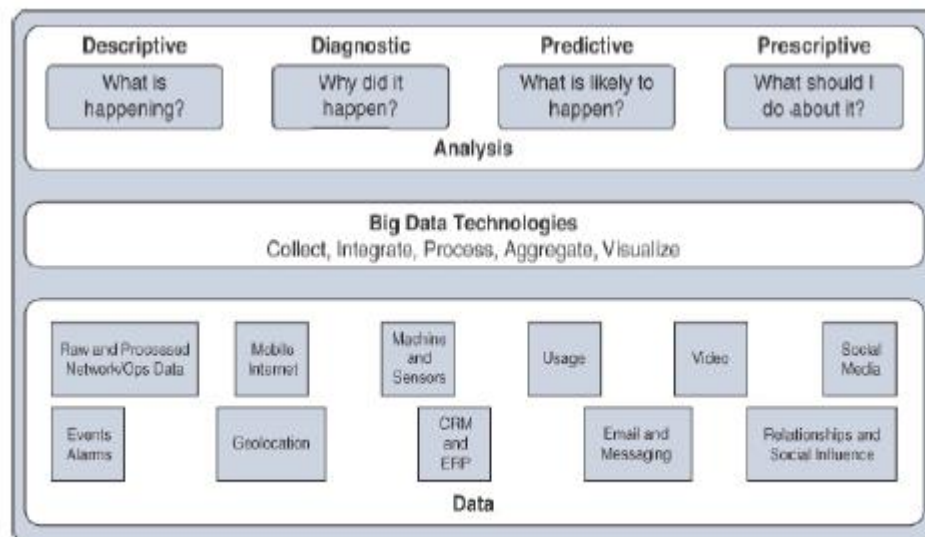 Descriptive Diagnostic Predictive Prescriptive
What is
happening?
Why did it
happen?
What is likely to
happen?
What should I
do about it?
Analysis
Big Data Technologies
Collect, Integrate, Process, Aggregate, Visualize
Raw and Processed
Network/Ops Data
Mobile
Internet
Machine
and
Sensors
Usage
Video
Social
Media
Events
Alarms
Geolocation
CRM
and
ERP
Email and
Messaging
Relationships and
Social Influence
Data